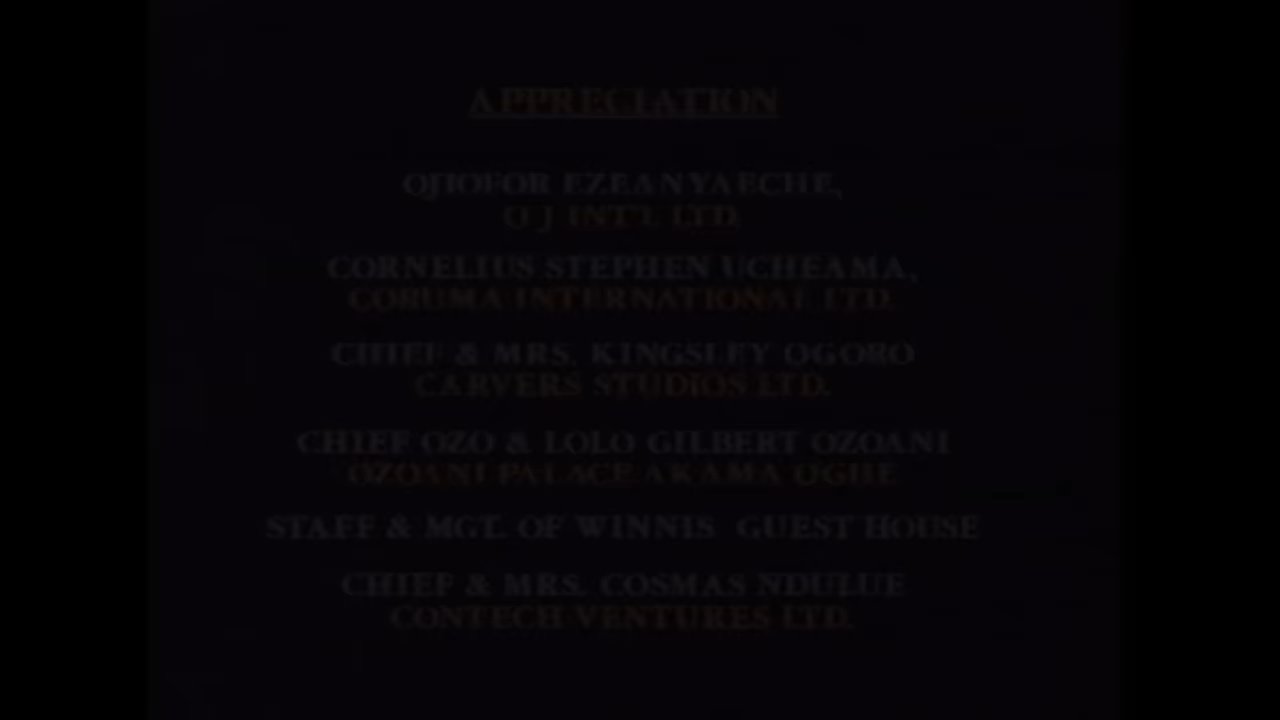 APPRECIATION
OJIOFOR EZEANYAECHE,
O J INT'L LTD.
CORNELIUS STEPHEN UCHEAMA,
CORUMA INTERNATIONAL LTD.
CHIEF & MRS. KINGSLEY OGORO
CARVERS STUDIOS LTD.
CHIEF OZO & LOLO GILBERT OZOANI
OZOANI PALACE AKAMA OGHE
STAFF & MGT. OF WINNIS GUEST HOUSE
CHIEF & MRS. COSMAS NDULUE
CONTECH VENTURES LTD.